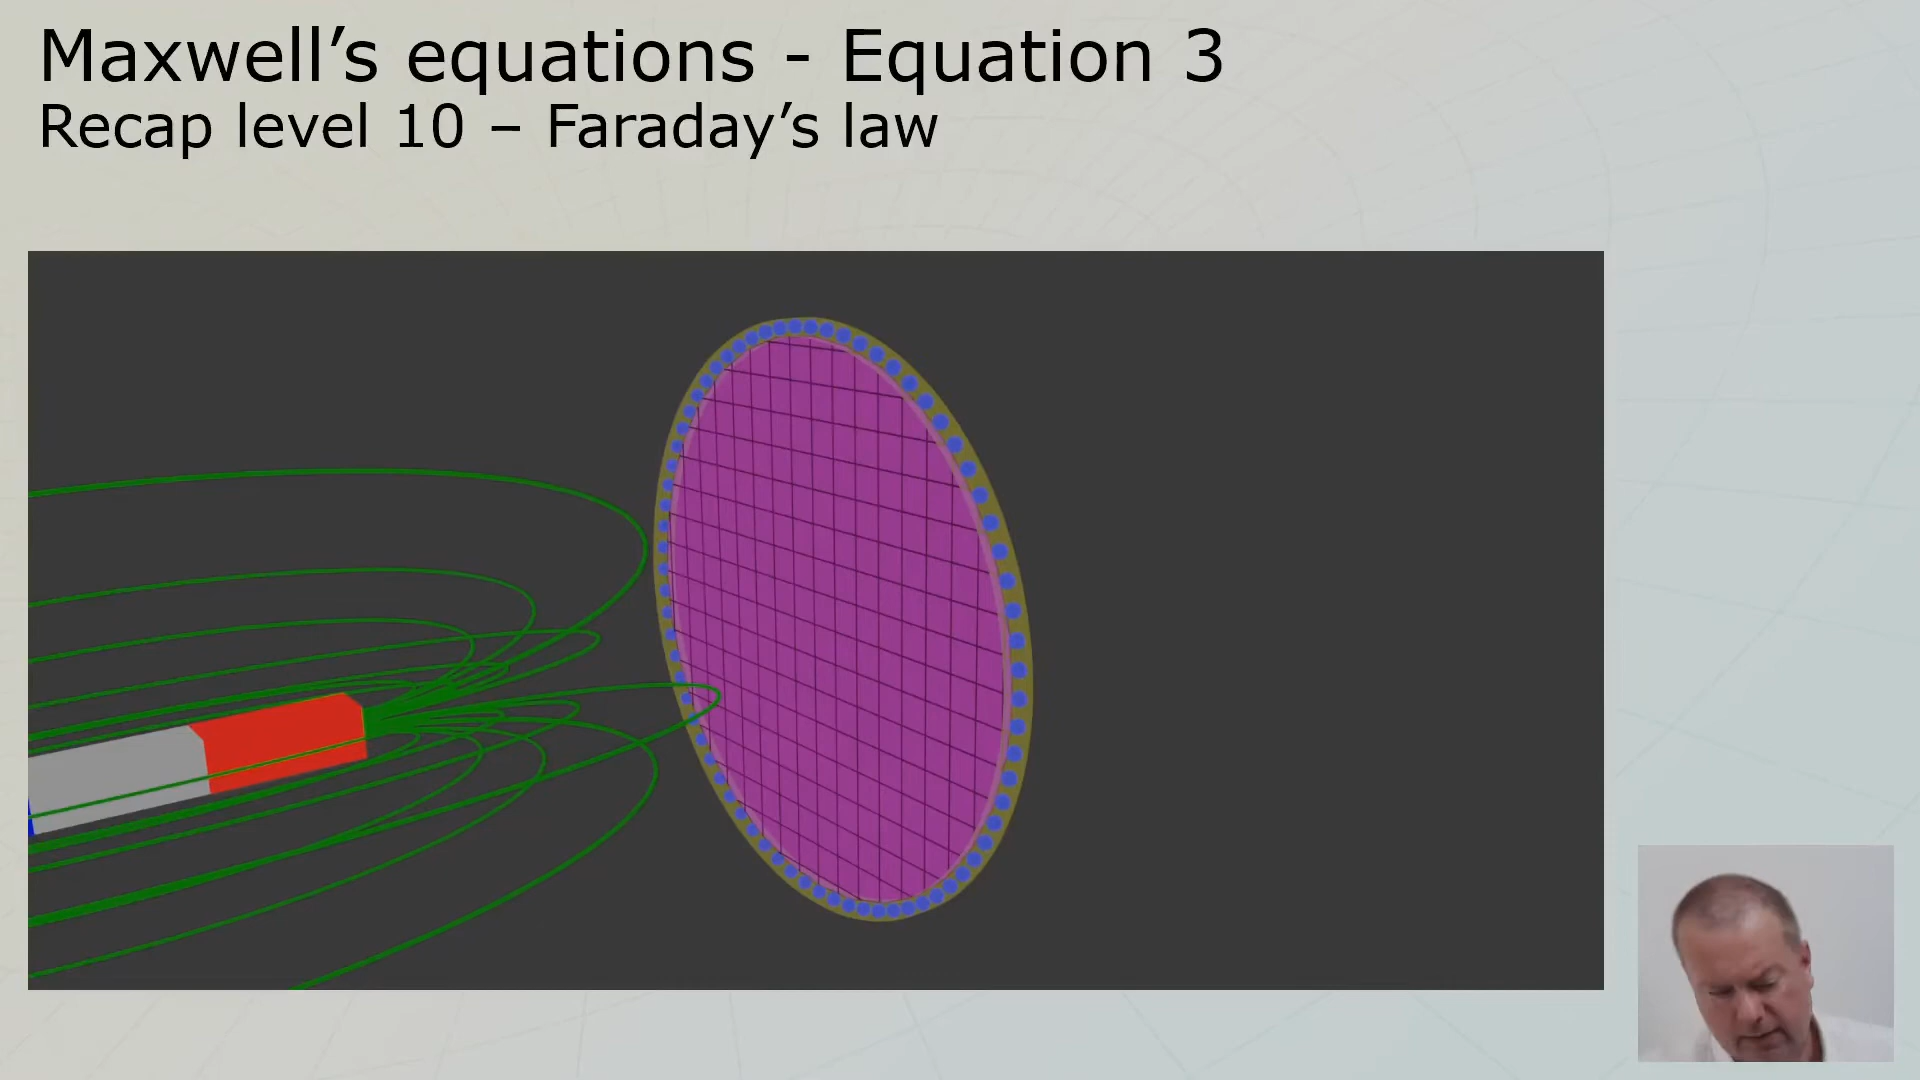 Maxwell’s equations - Equation 3
Recap level 10 – Faraday’s law